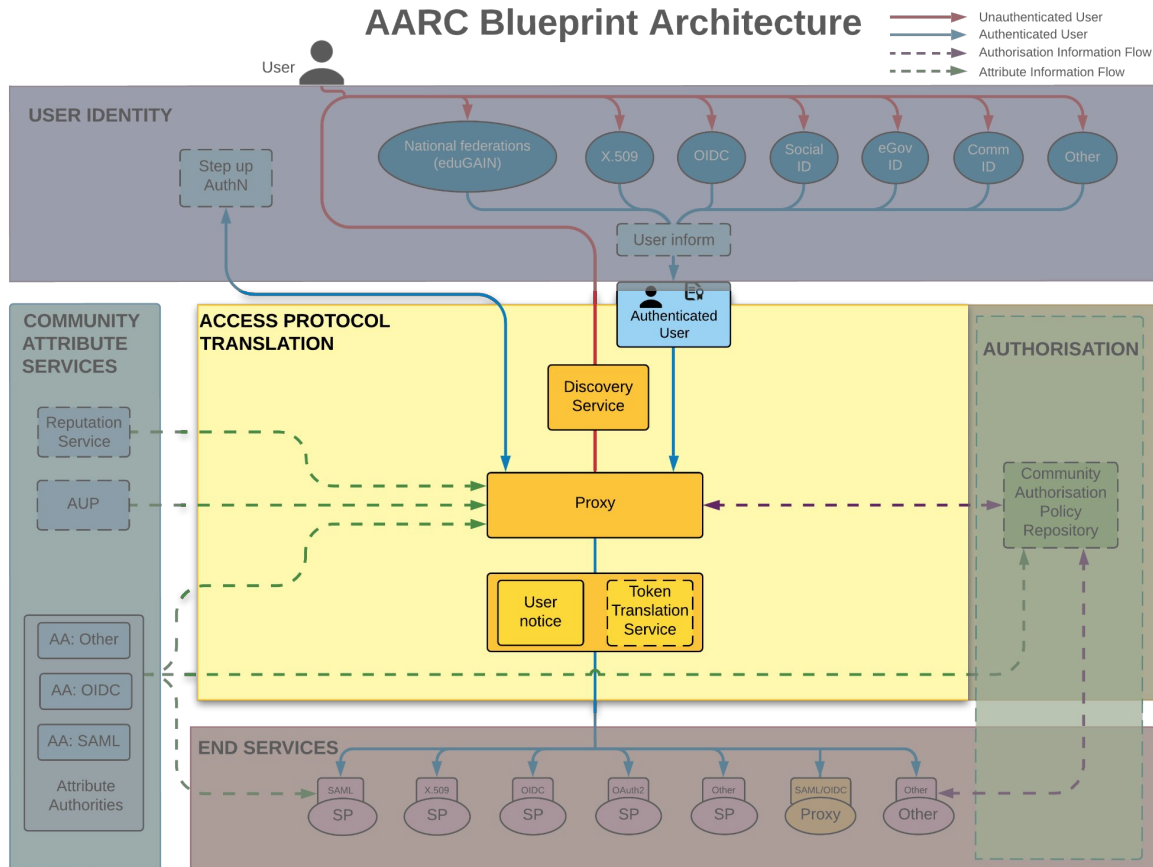 AARC Blueprint Architecture
Unauthenticated User
Authenticated User
Authorisation Information Flow
Attribute Information Flow
User
USER IDENTITY
National federations
(eduGAIN)
X.509
OIDC
Social
ID
eGov
ID
Comm
ID
Other
Step up
AuthN
User inform
Authenticated
User
COMMUNITY
ATTRIBUTE
SERVICES
ACCESS PROTOCOL
TRANSLATION
AUTHORISATION
Discovery
Service
Reputation
Service
AUP
Proxy
Community
Authorisation
Policy
Repository
User
notice
Token
Translation
Service
AA: Other
AA: OIDC
AA: SAML
Attribute
Authorities
END SERVICES
SAML
SP
X.509
SP
OIDC
SP
OAuth2
SP
Other
SP
SAML/OIDC
Proxy
Other
Other